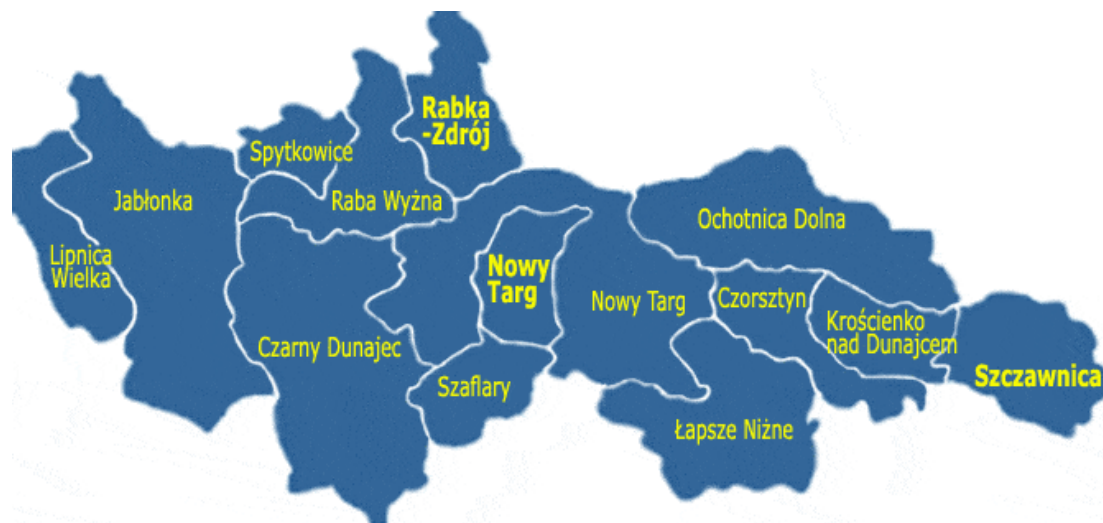 Rabka
-Zdrój
Spytkowice
Jabłonka
Raba Wyżna
Ochotnica Dolna
Lipnica
Wielka
Nowy
Targ
Nowy Targ
Czorsztyn
Krościenko
nad Dunajcem
Czarny Dunajec
Szaflary
Szczawnica
Łapsze Niżne